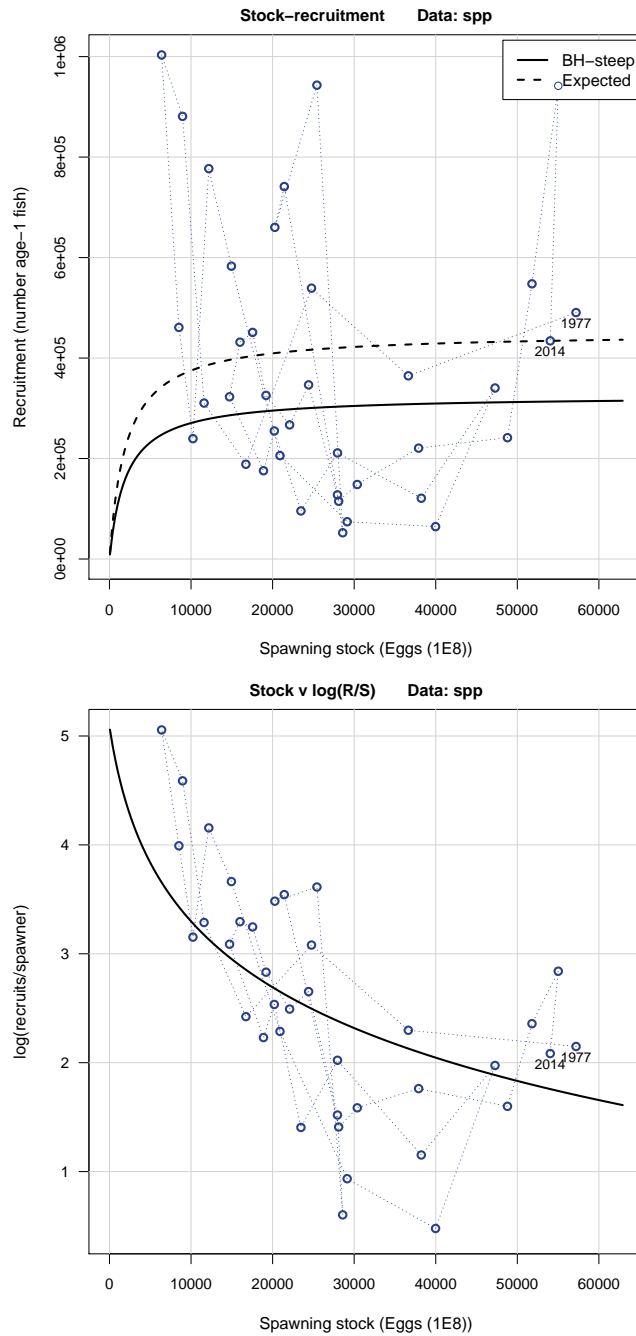 Stock−recruitment Data: spp
BH−steep
Expected
1e+06
8e+05
6e+05
4e+05
2e+05
0e+00
Recruitment (number age−1 fish)
1977
2014
0 10000 20000 30000 40000 50000 60000
Spawning stock (Eggs (1E8))
Stock v log(R/S) Data: spp
5
4
3
2
1
log(recruits/spawner)
2014 1977
0 10000 20000 30000 40000 50000 60000
Spawning stock (Eggs (1E8))